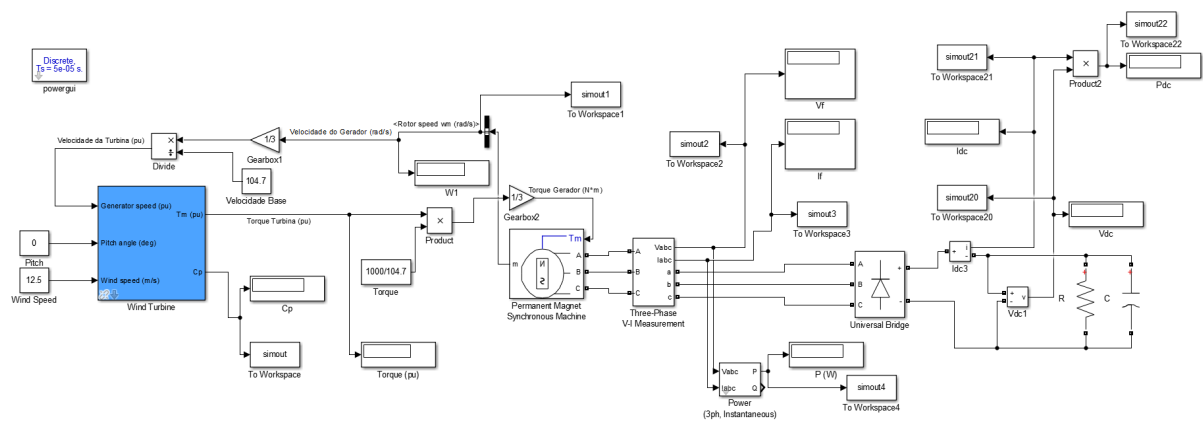 Discrete,
Ts = 5e-05 s.
powergui
Velocidade da Turbina (pu)
×
÷
Divide
1/3
Gearbox1
Velocidade do Gerador (rad/s)
<Rotor speed wm (rad/s)>
simout1
To Workspace1
W1
104.7
Velocidade Base
0
Pitch
12.5
Wind Speed
Generator speed (pu)
Pitch angle (deg)
Wind speed (m/s)
Tm (pu)
Cp
Wind Turbine
Torque Turbina (pu)
×
Product
1000/104.7
Torque
1/3
Gearbox2
Torque Gerador (N*m)
Cp
simout
To Workspace
Torque (pu)
Tm
m
N
S
A
B
C
Permanent Magnet
Synchronous Machine
A
B
C
Vabc
Iabc
a
b
c
Three-Phase
V-I Measurement
simout2
To Workspace2
Vf
If
simout3
To Workspace3
Vabc
Iabc
P
Q
Power
(3ph, Instantaneous)
P (W)
simout4
To Workspace4
A
B
C
+
-
Universal Bridge
simout21
To Workspace21
Idc
simout20
To Workspace20
Vdc
×
Product2
simout22
To Workspace22
Pdc
+
i
-
Idc3
+
-
v
Vdc1
R
+
C
+